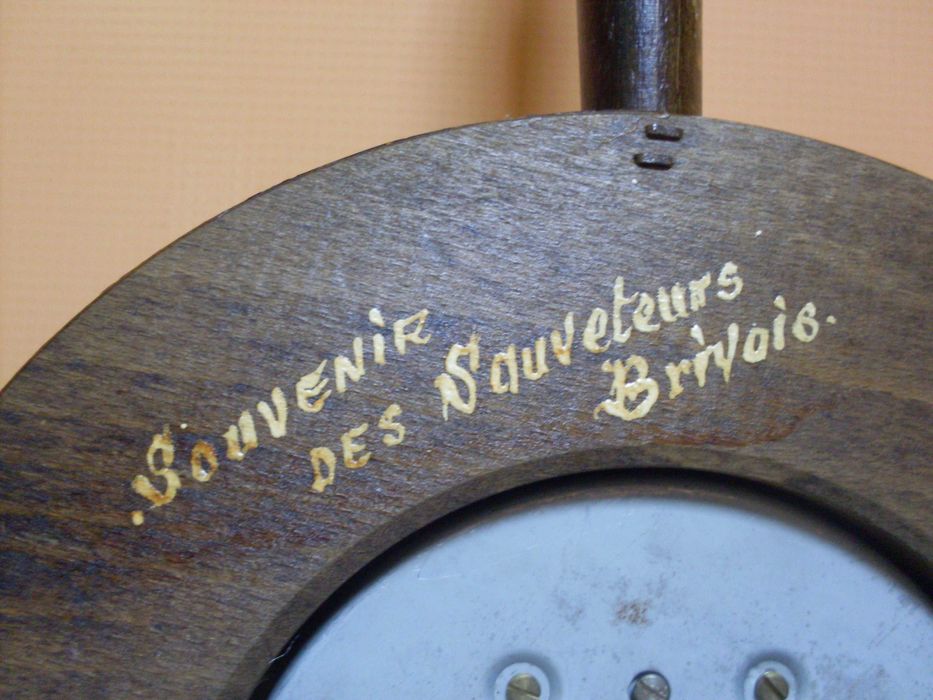 .Souvenir
des Sauveteurs
Brivois.